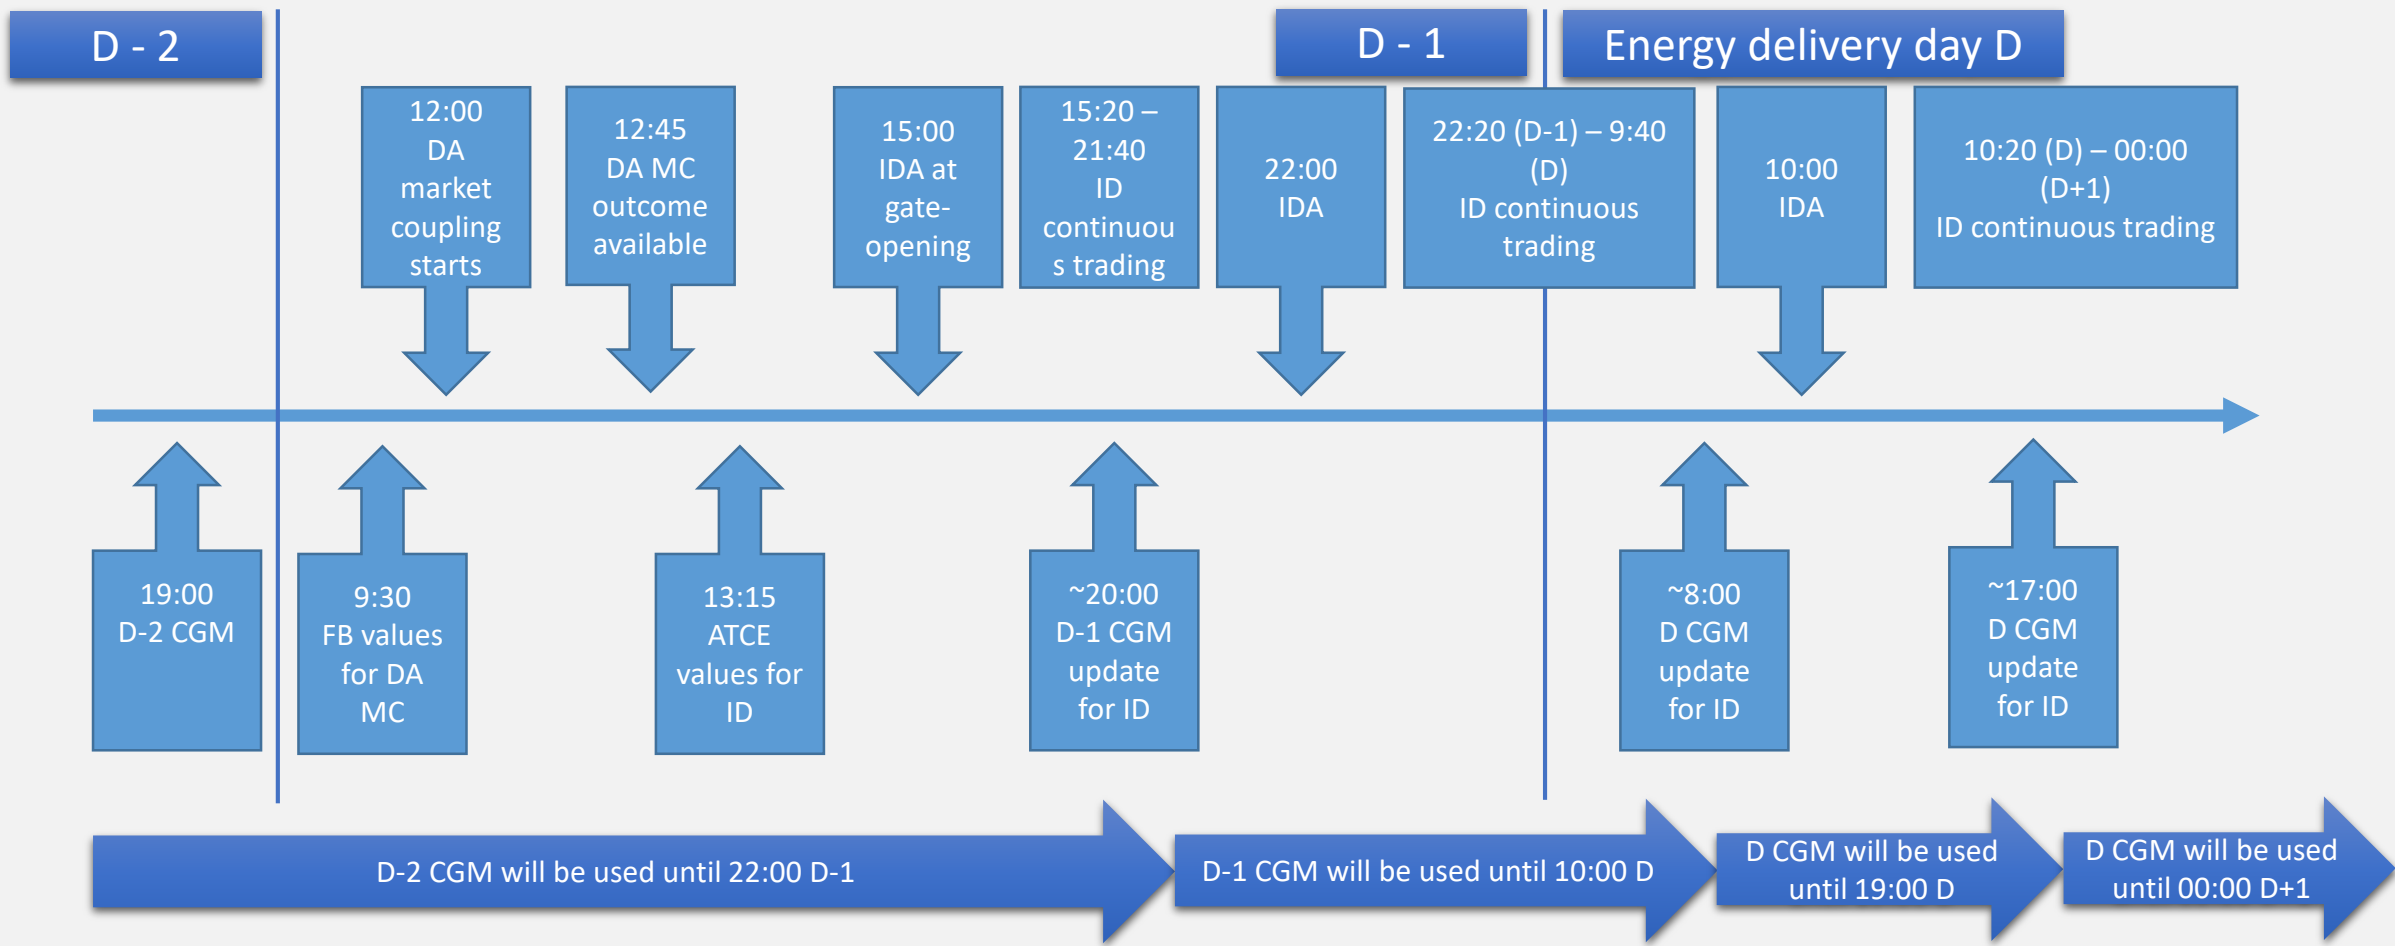 D - 2
D - 1
Energy delivery day D
12:00
DA
market
coupling
starts
12:45
DA MC
outcome
available
15:00
IDA at
gate-
opening
15:20 –
21:40
ID
continuou
s trading
22:00
IDA
22:20 (D-1) – 9:40
(D)
ID continuous
trading
10:00
IDA
10:20 (D) – 00:00
(D+1)
ID continuous trading
19:00
D-2 CGM
9:30
FB values
for DA
MC
13:15
ATCE
values for
ID
~20:00
D-1 CGM
update
for ID
~8:00
D CGM
update
for ID
~17:00
D CGM
update
for ID
D-2 CGM will be used until 22:00 D-1
D-1 CGM will be used until 10:00 D
D CGM will be used
until 19:00 D
D CGM will be used
until 00:00 D+1